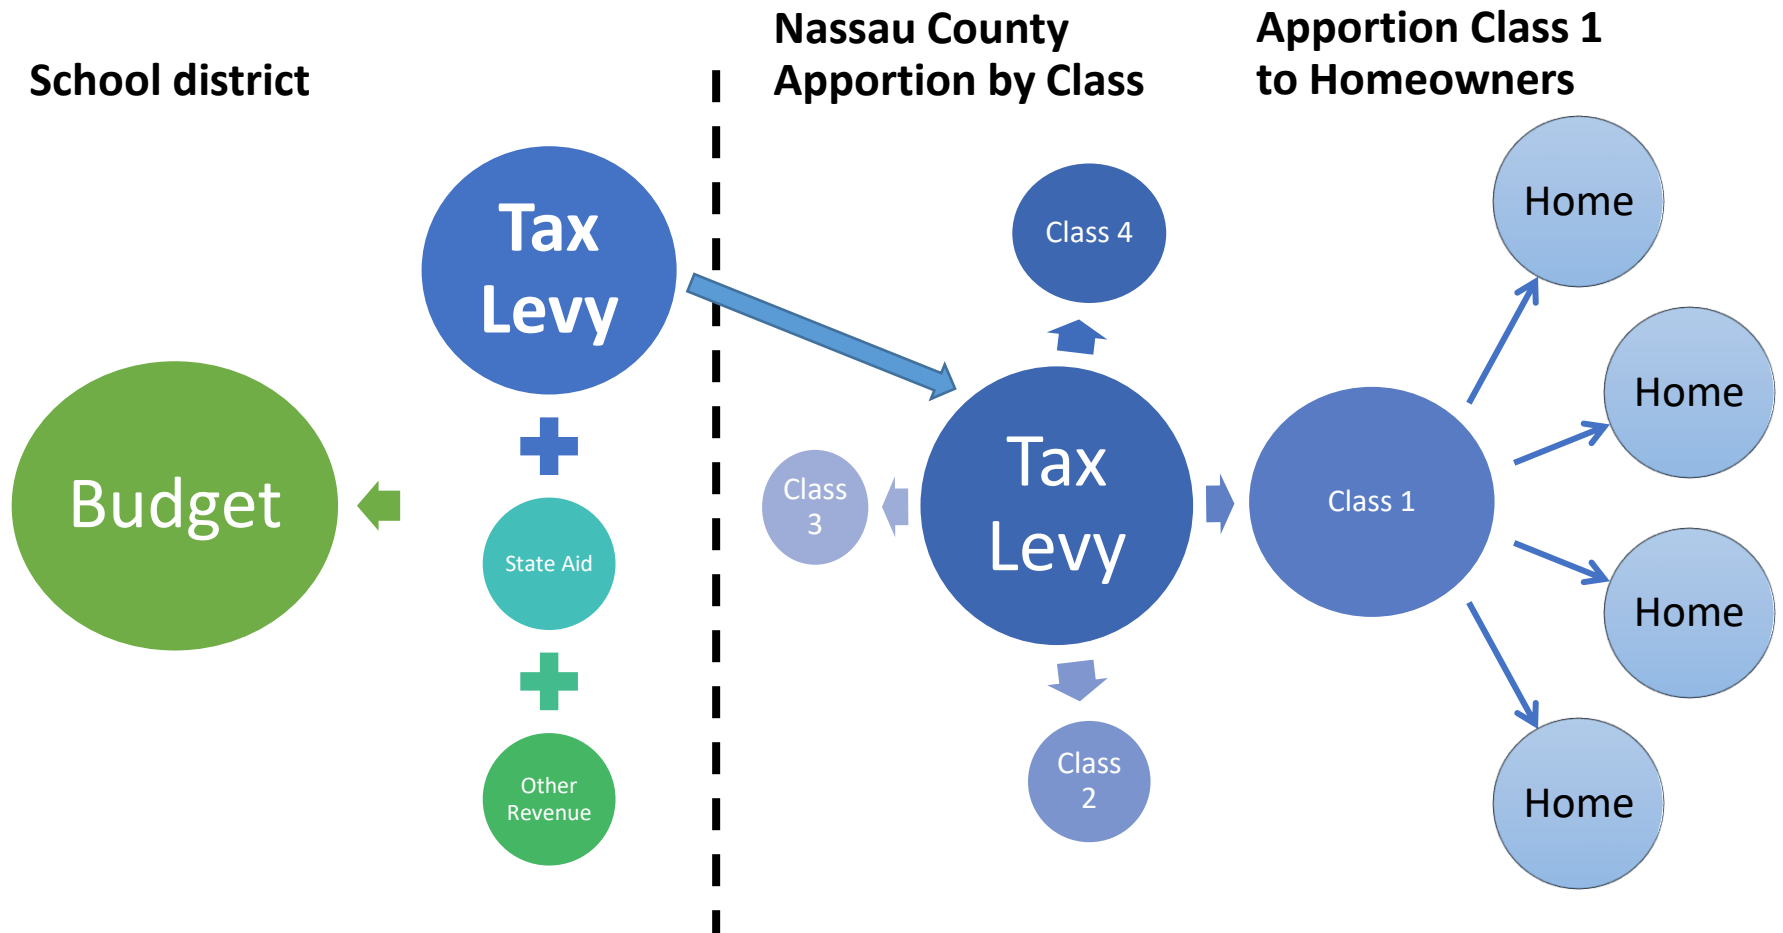 School district
Tax
Levy
Budget
State Aid
Other
Revenue
Nassau County
Apportion by Class
Class 4
Class
3
Tax
Levy
Class
2
Apportion Class 1
to Homeowners
Class 1
Home
Home
Home
Home